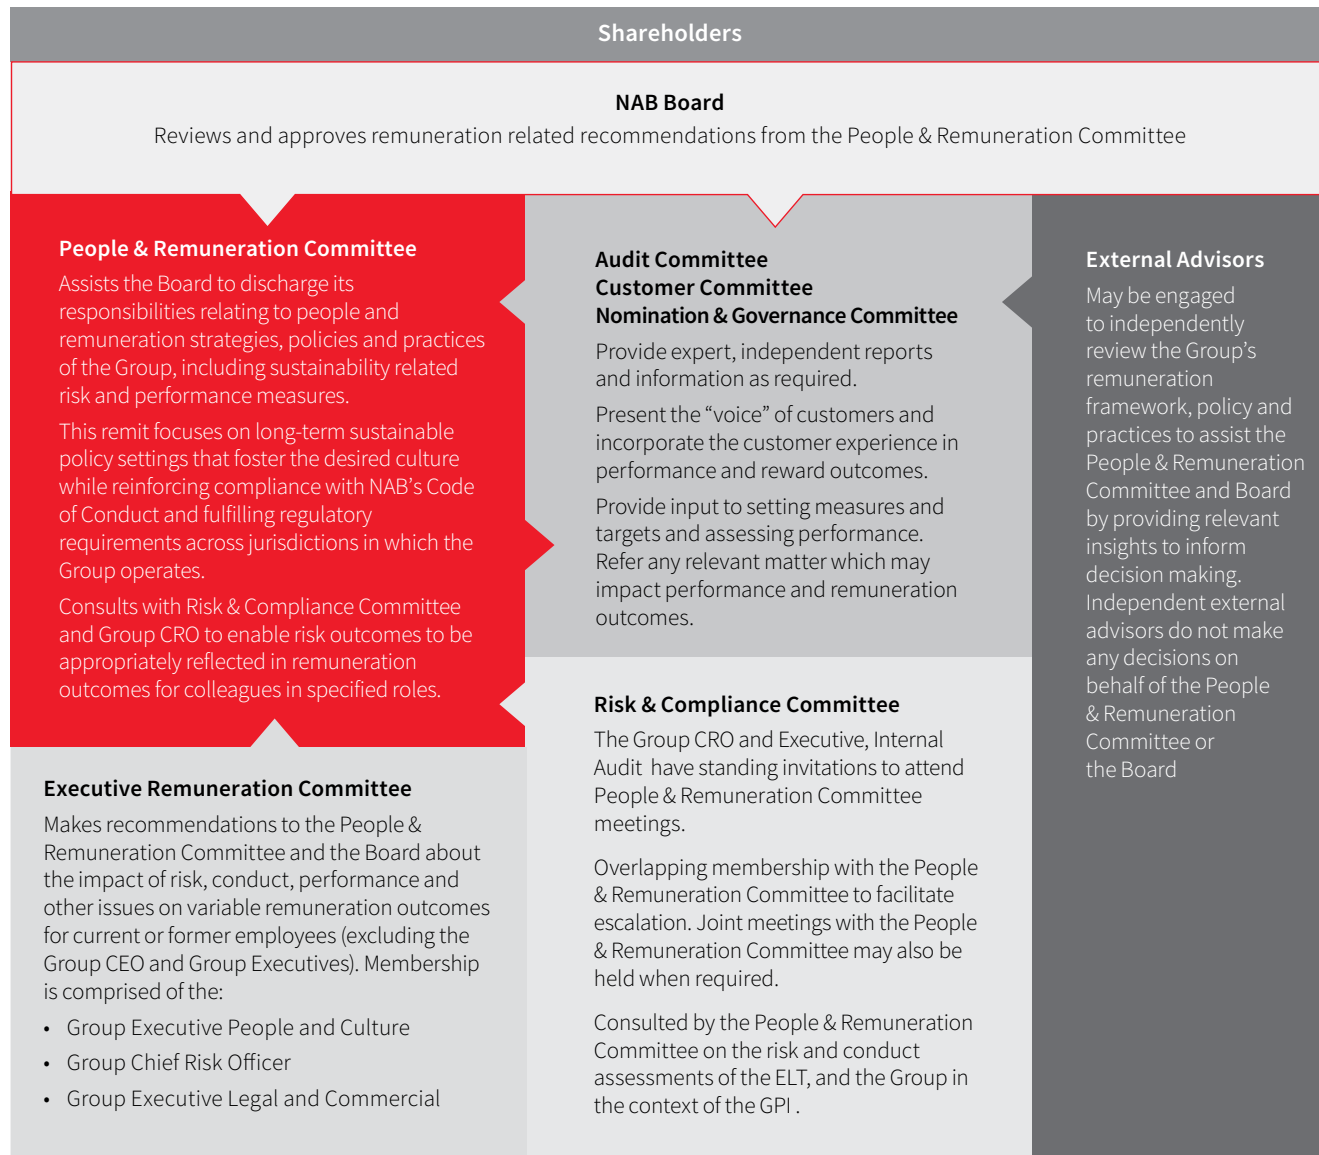 Shareholders
NAB Board
Reviews and approves remuneration related recommendations from the People & Remuneration Committee
People & Remuneration Committee
Assists the Board to discharge its
responsibilities relating to people and
remuneration strategies, policies and practices
of the Group, including sustainability related
risk and performance measures.
This remit focuses on long-term sustainable
policy settings that foster the desired culture
while reinforcing compliance with NAB’s Code
of Conduct and fulfilling regulatory
requirements across jurisdictions in which the
Group operates.
Consults with Risk & Compliance Committee
and Group CRO to enable risk outcomes to be
appropriately reflected in remuneration
outcomes for colleagues in specified roles.
Executive Remuneration Committee
Makes recommendations to the People &
Remuneration Committee and the Board about
the impact of risk, conduct, performance and
other issues on variable remuneration outcomes
for current or former employees (excluding the
Group CEO and Group Executives). Membership
is comprised of the:
• Group Executive People and Culture
• Group Chief Risk Officer
• Group Executive Legal and Commercial
Audit Committee
Customer Committee
Nomination & Governance Committee
Provide expert, independent reports
and information as required.
Present the “voice” of customers and
incorporate the customer experience in
performance and reward outcomes.
Provide input to setting measures and
targets and assessing performance.
Refer any relevant matter which may
impact performance and remuneration
outcomes.
Risk & Compliance Committee
The Group CRO and Executive, Internal
Audit have standing invitations to attend
People & Remuneration Committee
meetings.
Overlapping membership with the People
& Remuneration Committee to facilitate
escalation. Joint meetings with the People
& Remuneration Committee may also be
held when required.
Consulted by the People & Remuneration
Committee on the risk and conduct
assessments of the ELT, and the Group in
the context of the GPI .
External Advisors
May be engaged
to independently
review the Group’s
remuneration
framework, policy and
practices to assist the
People & Remuneration
Committee and Board
by providing relevant
insights to inform
decision making.
Independent external
advisors do not make
any decisions on
behalf of the People
& Remuneration
Committee or
the Board